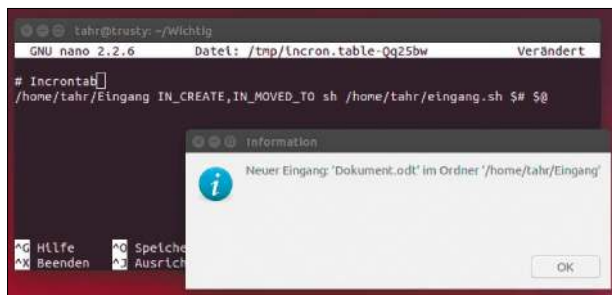 tahr@trusty: ~/Wichtig
GNU nano 2.2.6 Datei: /tmp/incron.table-Qq25bw Verändert
# Incrontab
/home/tahr/Eingang IN_CREATE,IN_MOVED_TO sh /home/tahr/eingang.sh $# $@
Information
Neuer Eingang: 'Dokument.odt' im Ordner '/home/tahr/Eingang'
^G Hilfe ^O Speiche
^X Beenden ^J Ausrich
OK